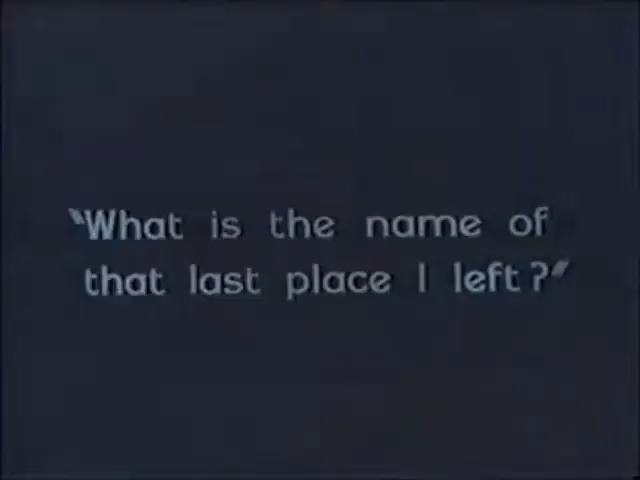 "What is the name of
that last place I left?"